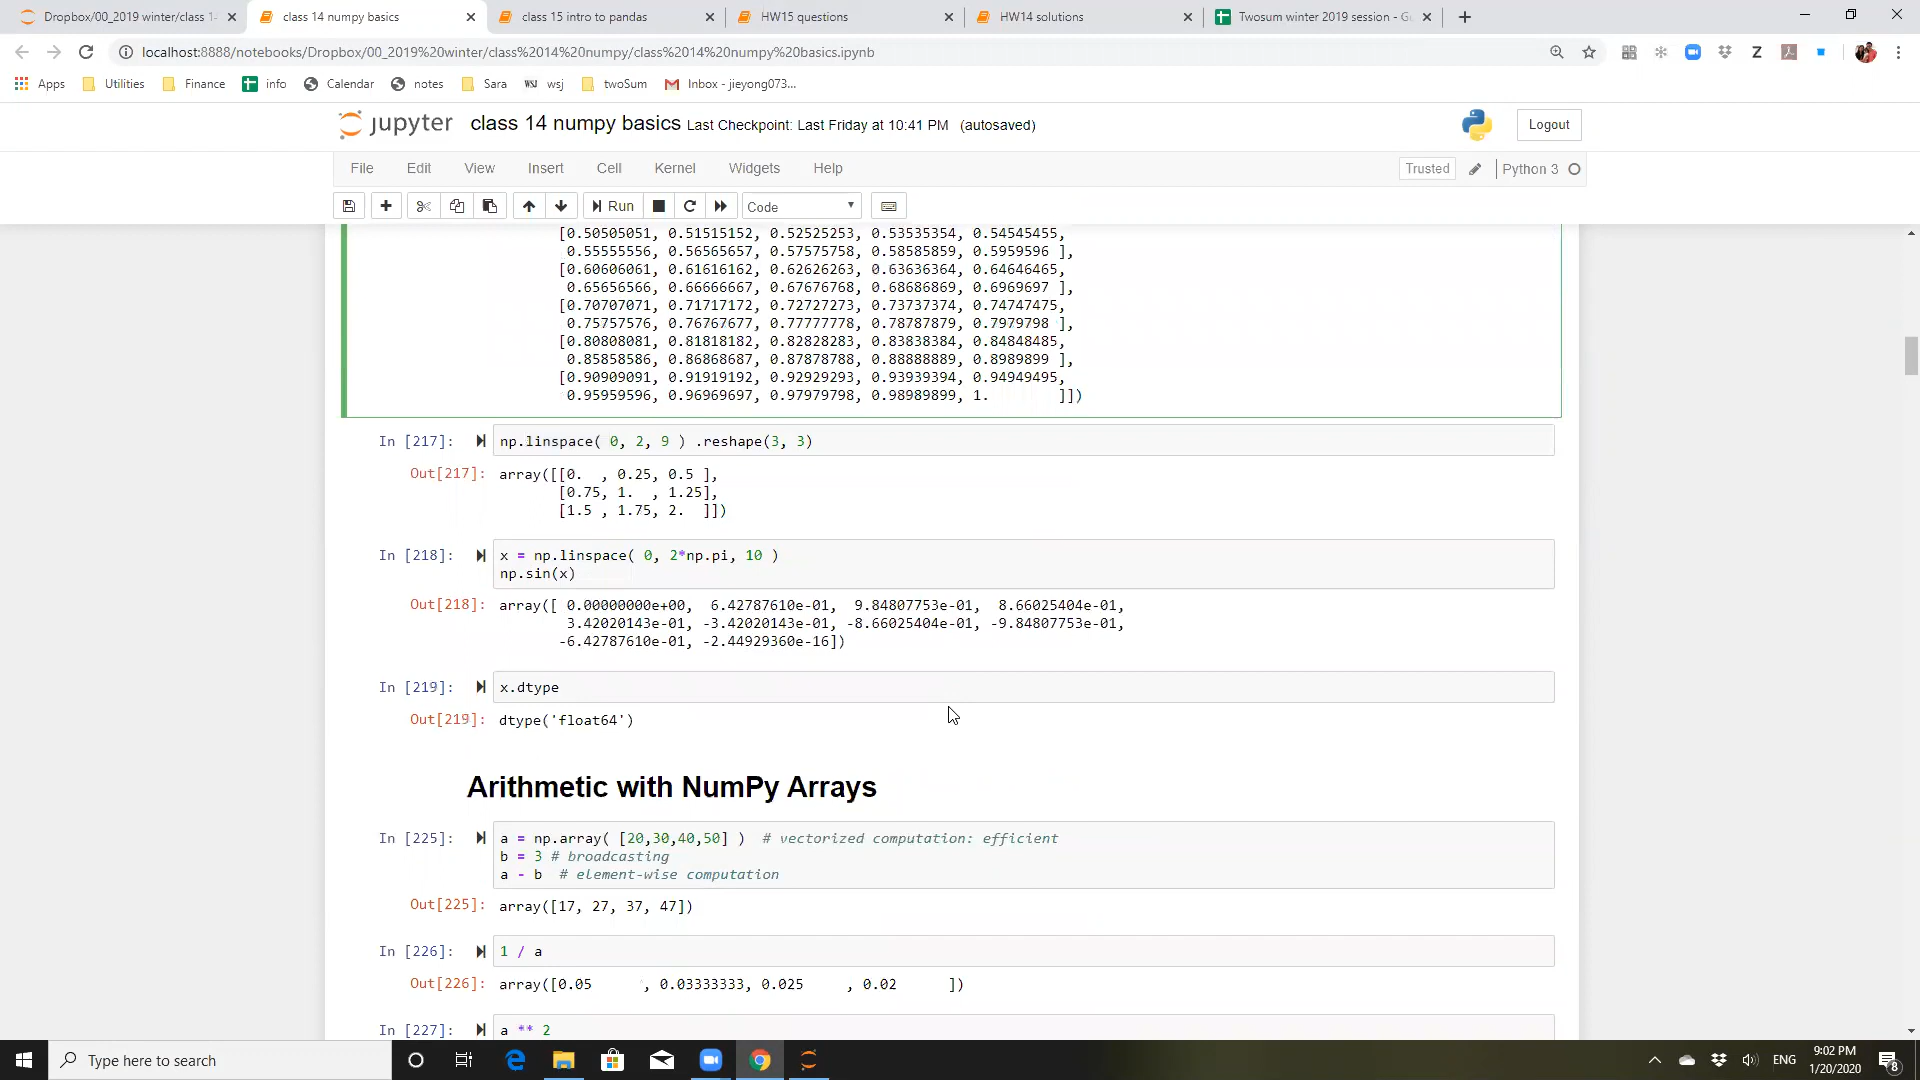 Dropbox/00_2019 winter/class 1
class 14 numpy basics
class 15 intro to pandas
HW15 questions
HW14 solutions
Twosum winter 2019 session - G
localhost:8888/notebooks/Dropbox/00_2019%20winter/class%2014%20numpy/class%2014%20numpy%20basics.ipynb
Apps Utilities Finance info Calendar notes Sara WSJ wsj twoSum Inbox - jieyong073...
jupyter class 14 numpy basics Last Checkpoint: Last Friday at 10:41 PM (autosaved) Logout
File Edit View Insert Cell Kernel Widgets Help Trusted Python 3
Run Code
[0.50505051, 0.51515152, 0.52525253, 0.53535354, 0.54545455,
0.55555556, 0.56565657, 0.57575758, 0.58585859, 0.5959596 ],
[0.60606061, 0.61616162, 0.62626263, 0.63636364, 0.64646465,
0.65656566, 0.66666667, 0.67676768, 0.68686869, 0.6969697 ],
[0.70707071, 0.71717172, 0.72727273, 0.73737374, 0.74747475,
0.75757576, 0.76767677, 0.77777778, 0.78787879, 0.7979798 ],
[0.80808081, 0.81818182, 0.82828283, 0.83838384, 0.84848485,
0.85858586, 0.86868687, 0.87878788, 0.88888889, 0.8989899 ],
[0.90909091, 0.91919192, 0.92929293, 0.93939394, 0.94949495,
0.95959596, 0.96969697, 0.97979798, 0.98989899, 1. ]])
In [217]: np.linspace( 0, 2, 9 ) .reshape(3, 3)
Out[217]: array([[0. , 0.25, 0.5 ],
[0.75, 1. , 1.25],
[1.5 , 1.75, 2. ]])
In [218]: x = np.linspace( 0, 2*np.pi, 10 )
np.sin(x)
Out[218]: array([ 0.00000000e+00, 6.42787610e-01, 9.84807753e-01, 8.66025404e-01,
3.42020143e-01, -3.42020143e-01, -8.66025404e-01, -9.84807753e-01,
-6.42787610e-01, -2.44929360e-16])
In [219]: x.dtype
Out[219]: dtype('float64')
Arithmetic with NumPy Arrays
In [225]: a = np.array( [20,30,40,50] ) # vectorized computation: efficient
b = 3 # broadcasting
a - b # element-wise computation
Out[225]: array([17, 27, 37, 47])
In [226]: 1 / a
Out[226]: array([0.05 , 0.03333333, 0.025 , 0.02 ])
In [227]: a ** 2
Type here to search
ENG
9:02 PM
1/20/2020
8